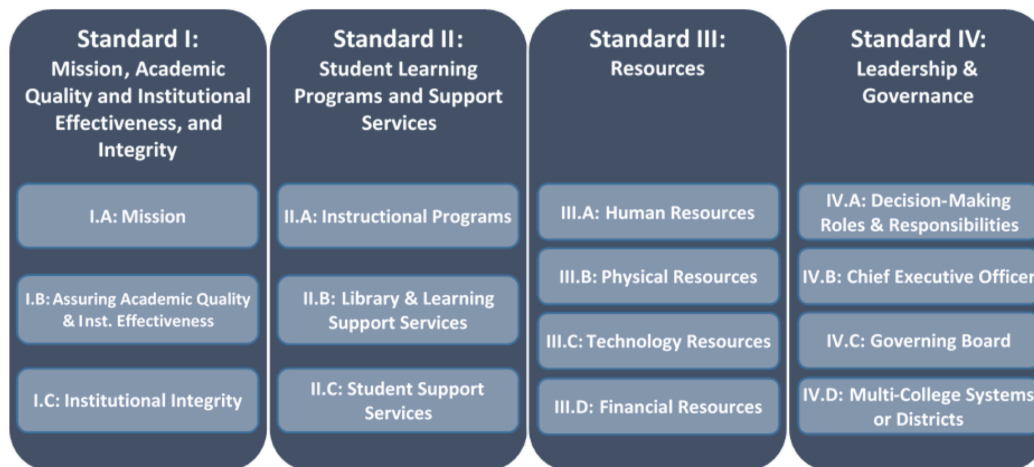 Standard I:
Mission, Academic
Quality and Institutional
Effectiveness, and
Integrity
I.A: Mission
I.B: Assuring Academic Quality
& Inst. Effectiveness
I.C: Institutional Integrity
Standard II:
Student Learning
Programs and Support
Services
II.A: Instructional Programs
II.B: Library & Learning
Support Services
II.C: Student Support
Services
Standard III:
Resources
III.A: Human Resources
III.B: Physical Resources
III.C: Technology Resources
III.D: Financial Resources
Standard IV:
Leadership &
Governance
IV.A: Decision-Making
Roles & Responsibilities
IV.B: Chief Executive Officer
IV.C: Governing Board
IV.D: Multi-College Systems
or Districts